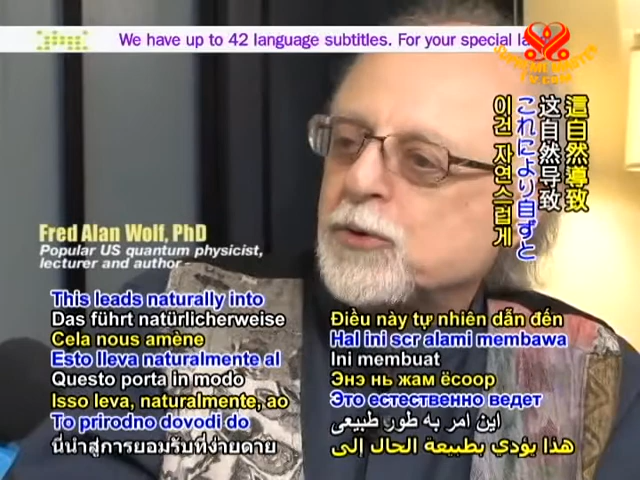 We have up to 42 language subtitles. For your special la
SUPREME MASTER
TV.COM
這自然導致
这自然导致
これにより自ずと
이건 자연스럽게
Fred Alan Wolf, PhD
Popular US quantum physicist,
lecturer and author
This leads naturally into
Das führt natürlicherweise
Cela nous amène
Esto lleva naturalmente al
Questo porta in modo
Isso leva, naturalmente, ao
To prirodno dovodi do
นี่นำสู่การยอมรับที่ง่ายดาย
Điều này tự nhiên dẫn đến
Hal ini scr alami membawa
Ini membuat
Энэ нь жам ёсоор
Это естественно ведет
این امر به طور طبیعی
هذا يؤدي بطبيعة الحال إلى